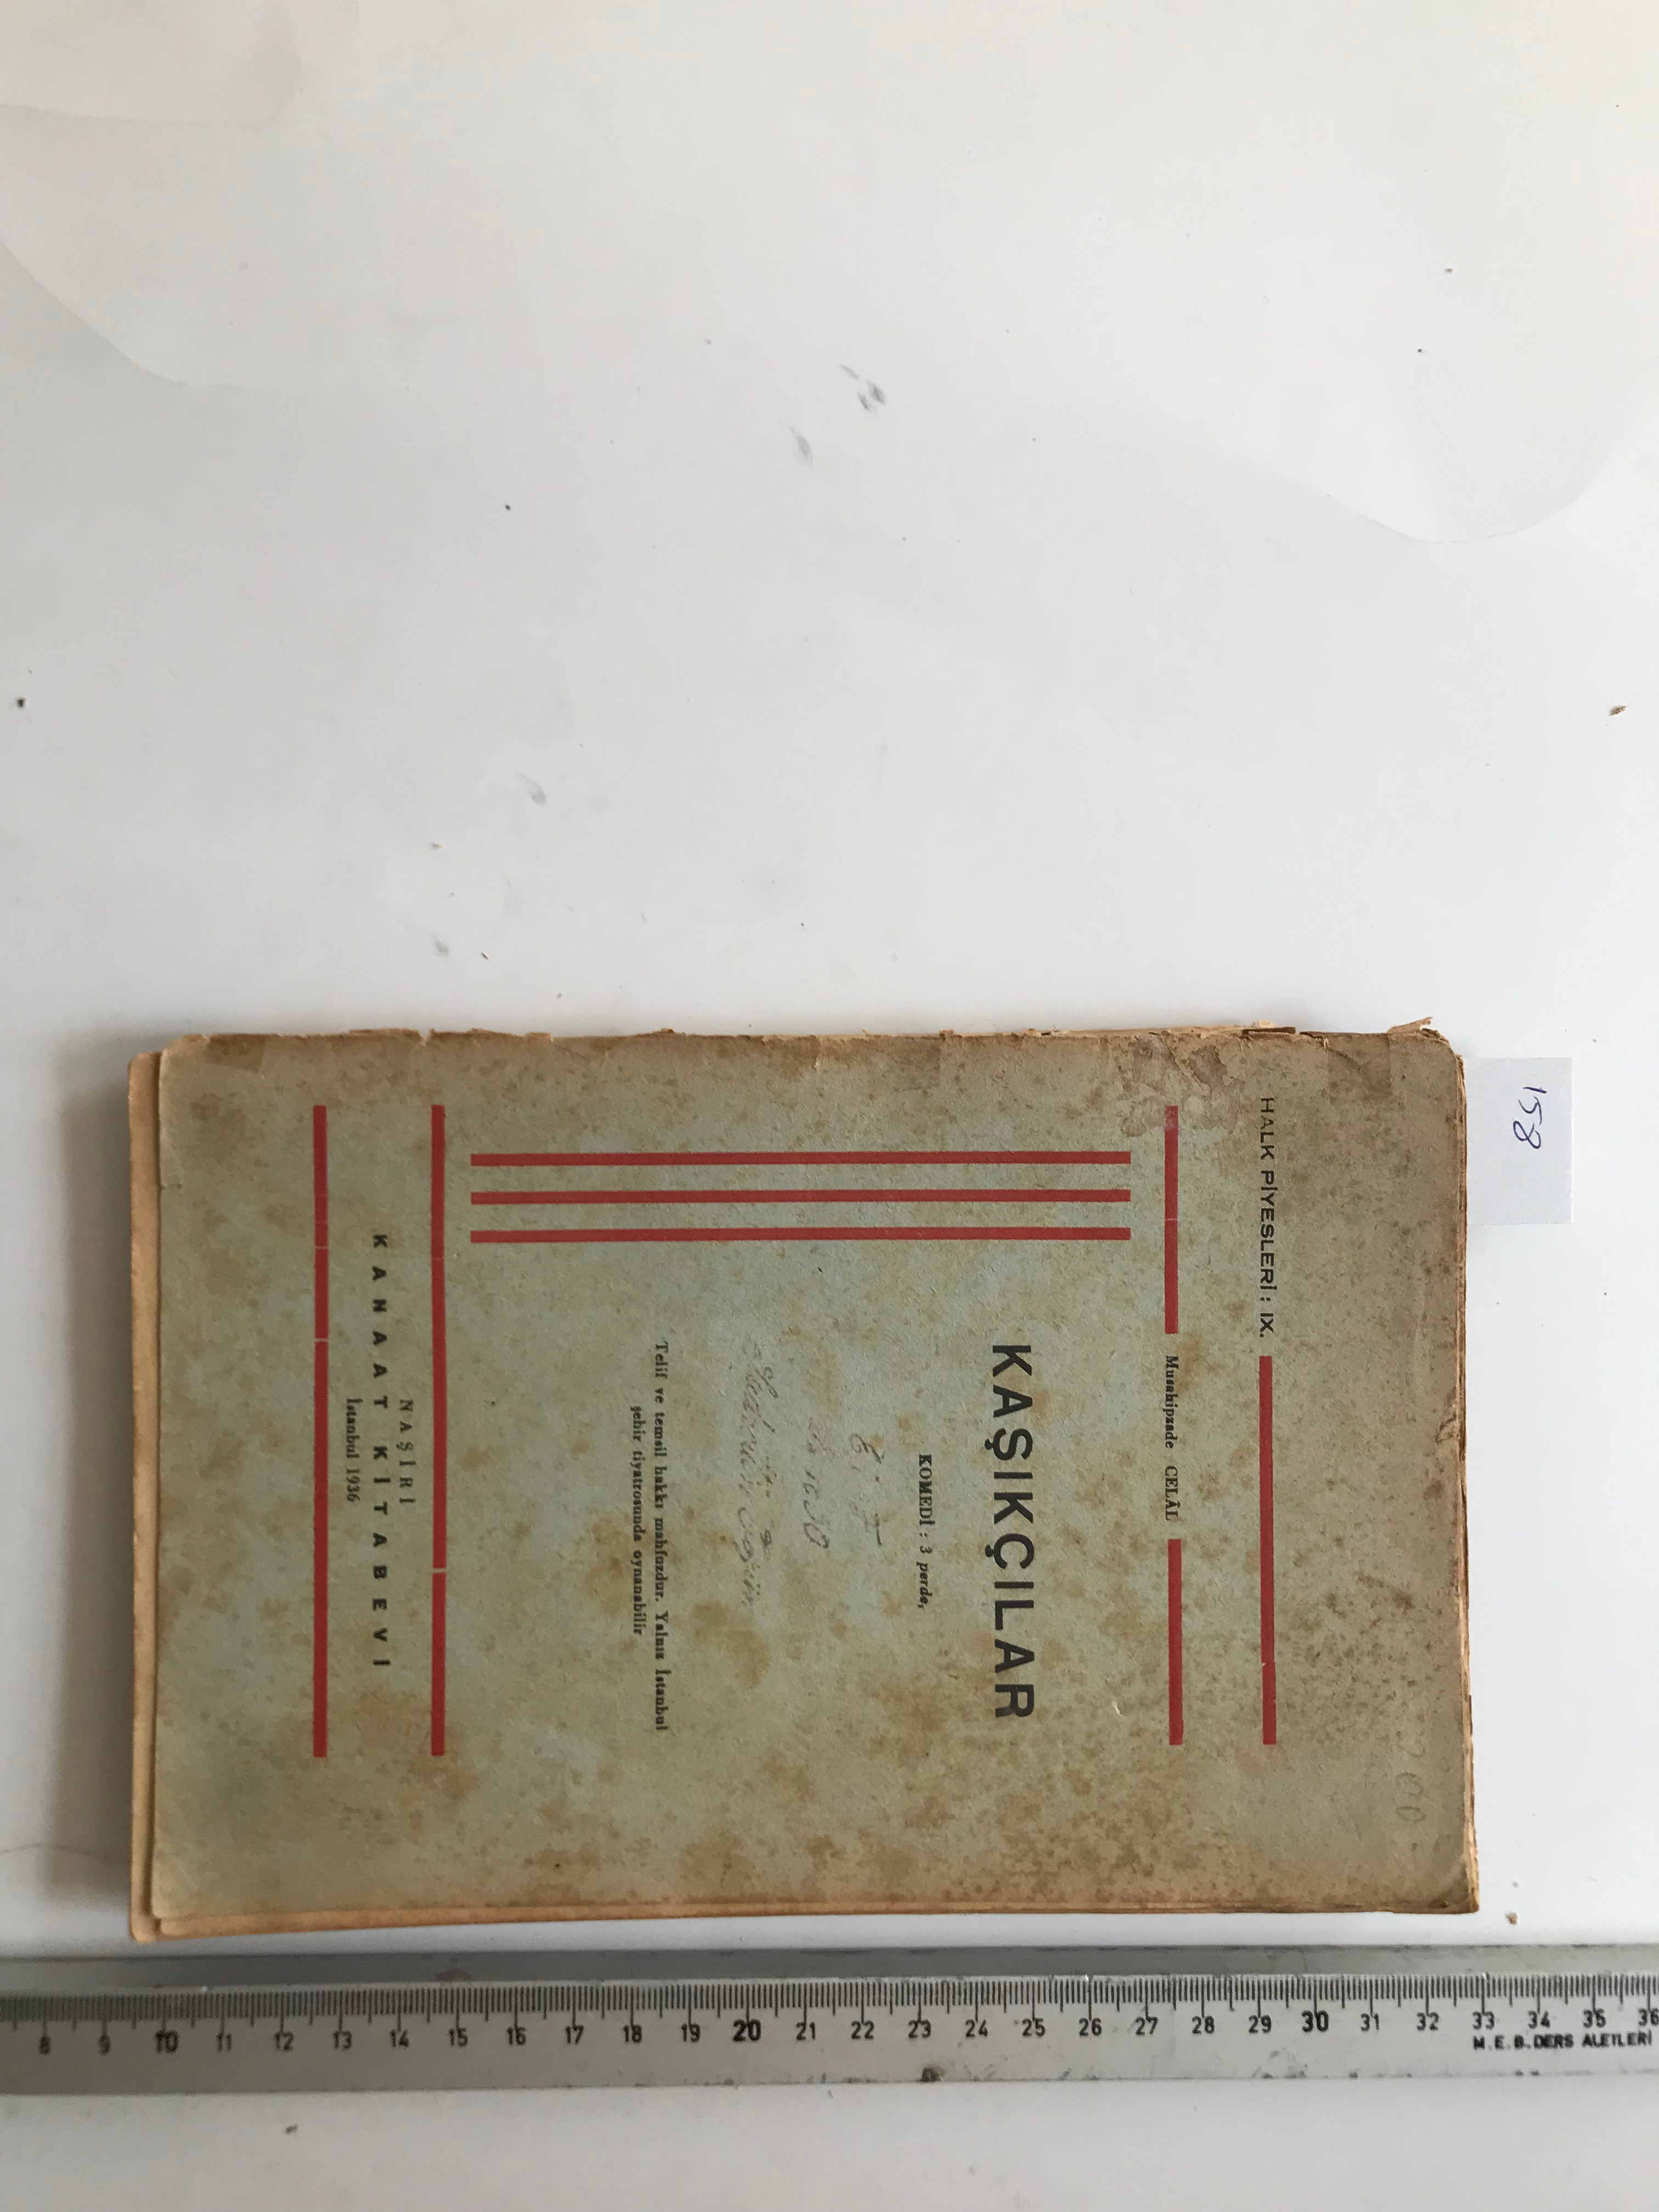 158
HALK PİYESLERİ : IX.
Musahipzade CELÂL
KAŞIKÇILAR
KOMEDİ : 3 perde,
Telif ve temsil hakkı mahfuzdur. Yalnız İstanbul
şehir tiyatrosunda oynanabilir
NAŞİRİ
KANAAT KİTABEVİ
İstanbul 1936
8 9 10 11 12 13 14 15 16 17 18 19 20 21 22 23 24 25 26 27 28 29 30 31 32 33 34 35 36
M.E.B. DERS ALETLERİ